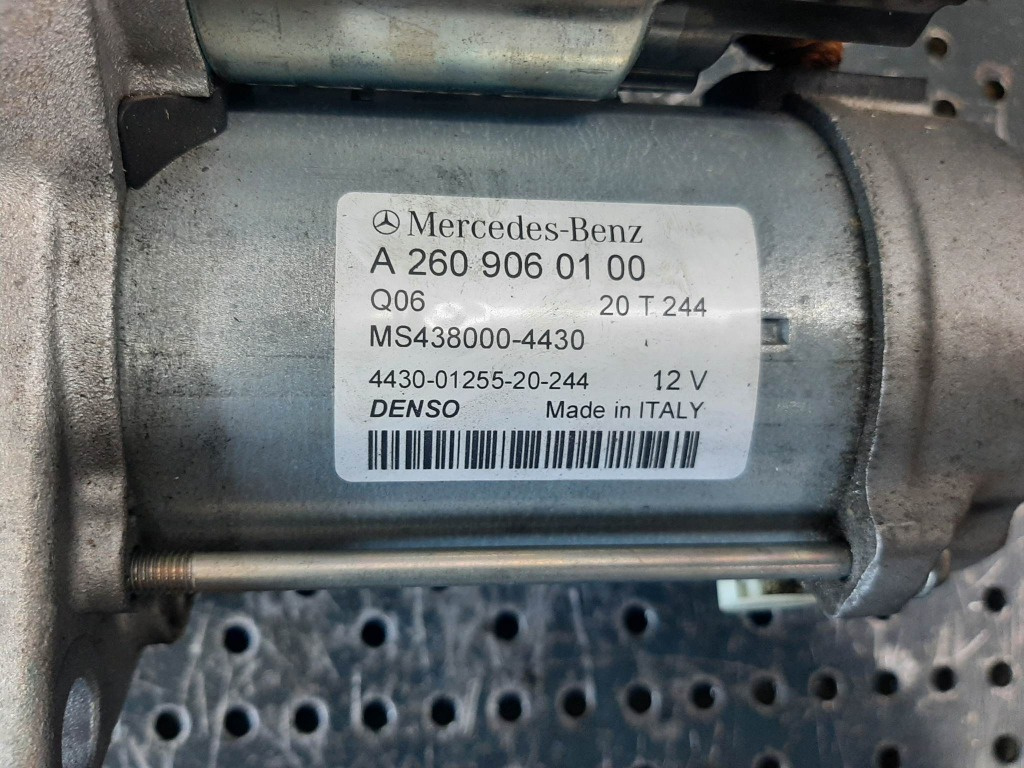 Mercedes-Benz
A 260 906 01 00
Q06 20 T 244
MS438000-4430
4430-01255-20-244 12 V
DENSO Made in ITALY